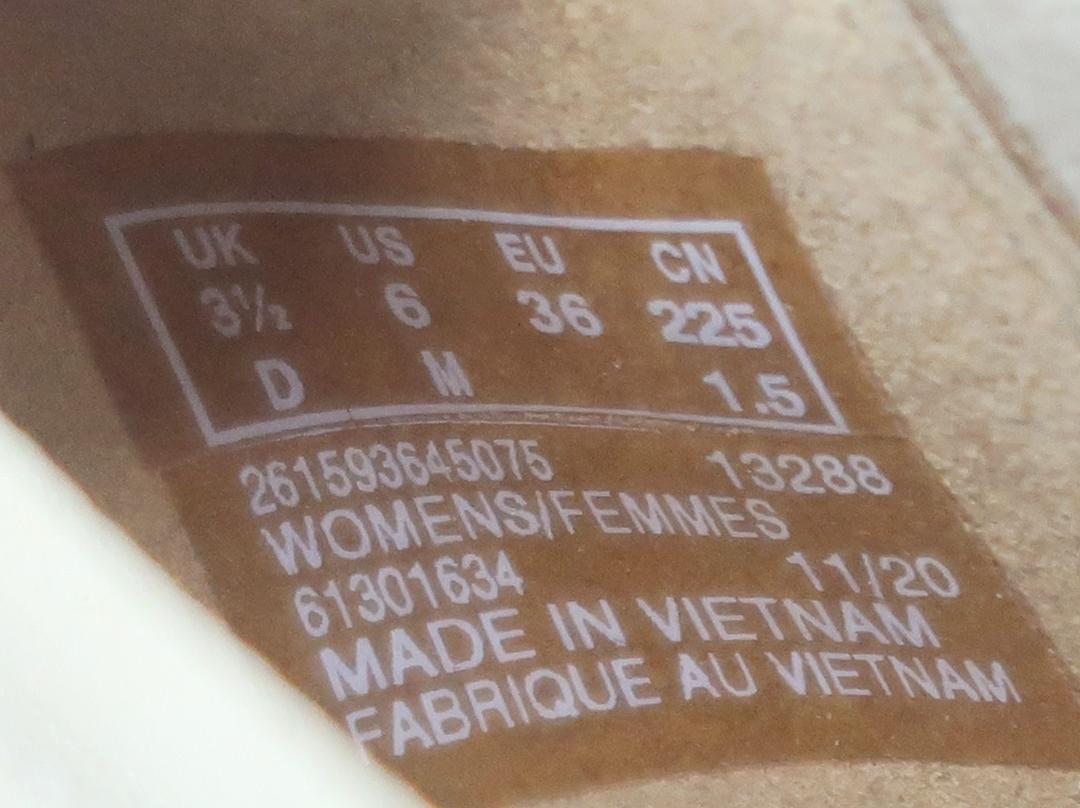 UK US EU CN
3½ 6 36 225
D M 1.5
261593645075 13288
WOMENS/FEMMES
61301634 11/20
MADE IN VIETNAM
FABRIQUE AU VIETNAM